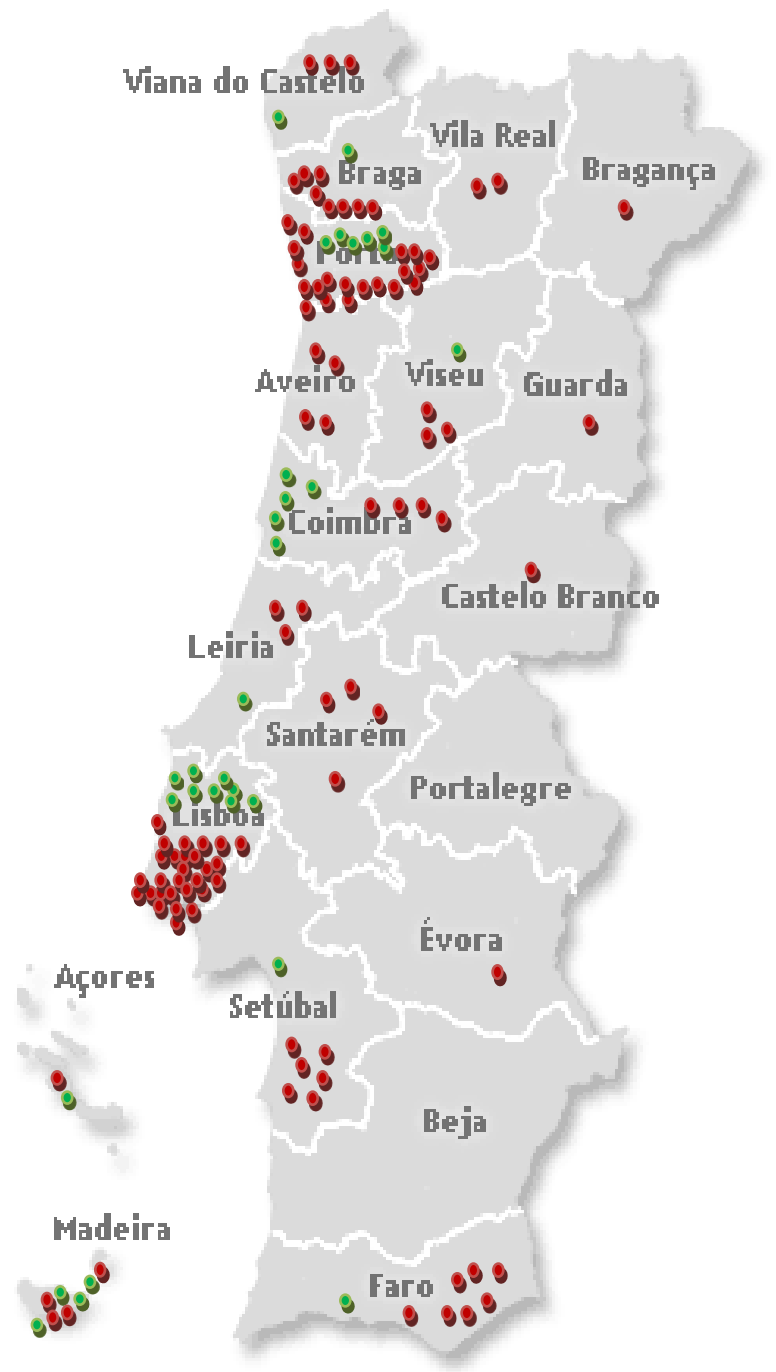 Viana do Castelo
Vila Real
Braga
Bragança
Porto
Aveiro
Viseu
Guarda
Coimbra
Castelo Branco
Leiria
Santarém
Portalegre
Lisboa
Évora
Açores
Setúbal
Beja
Madeira
Faro